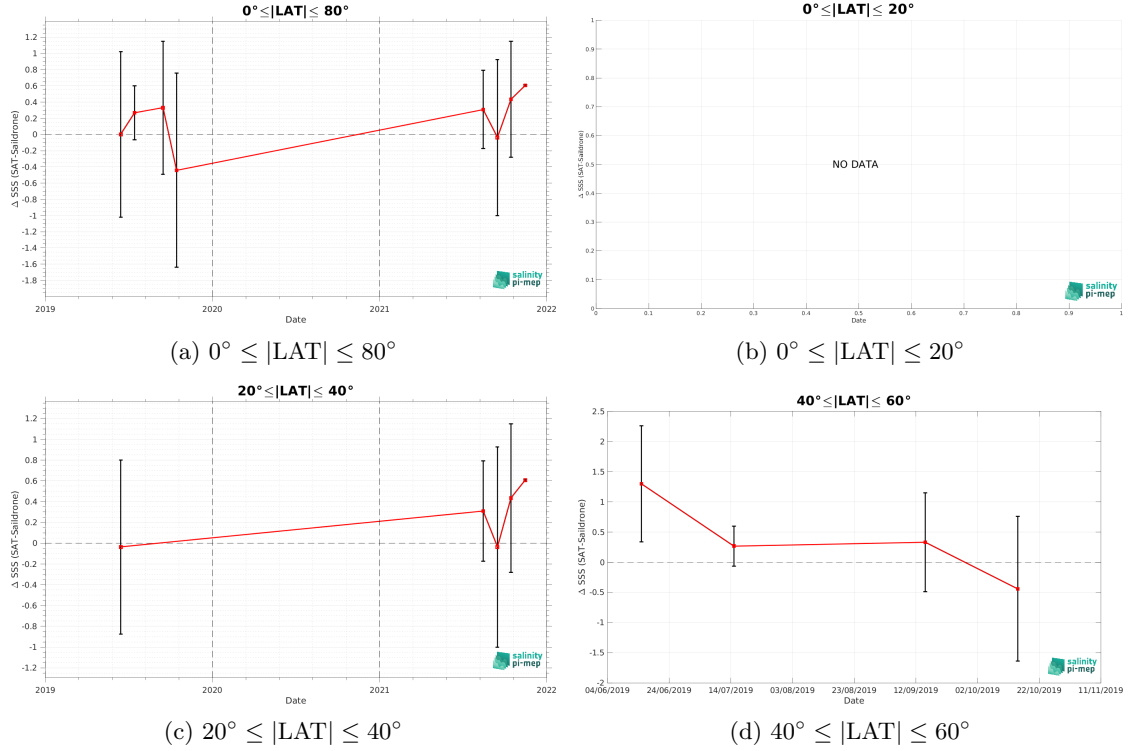 0°≤|LAT|≤ 80°
Δ SSS (SAT-Saildrone)
1.2
1
0.8
0.6
0.4
0.2
0
-0.2
-0.4
-0.6
-0.8
-1
-1.2
-1.4
-1.6
-1.8
2019 2020 2021 2022
Date
salinity
pi-mep
(a) 0° ≤ |LAT| ≤ 80°
0°≤|LAT|≤ 20°
Δ SSS (SAT-Saildrone)
1
0.9
0.8
0.7
0.6
0.5
0.4
0.3
0.2
0.1
0
NO DATA
0 0.1 0.2 0.3 0.4 0.5 0.6 0.7 0.8 0.9 1
Date
salinity
pi-mep
(b) 0° ≤ |LAT| ≤ 20°
20°≤|LAT|≤ 40°
Δ SSS (SAT-Saildrone)
1.2
1
0.8
0.6
0.4
0.2
0
-0.2
-0.4
-0.6
-0.8
-1
-1.2
2019 2020 2021 2022
Date
salinity
pi-mep
(c) 20° ≤ |LAT| ≤ 40°
40°≤|LAT|≤ 60°
Δ SSS (SAT-Saildrone)
2.5
2
1.5
1
0.5
0
-0.5
-1
-1.5
-2
04/06/2019 24/06/2019 14/07/2019 03/08/2019 23/08/2019 12/09/2019 02/10/2019 22/10/2019 11/11/2019
Date
salinity
pi-mep
(d) 40° ≤ |LAT| ≤ 60°